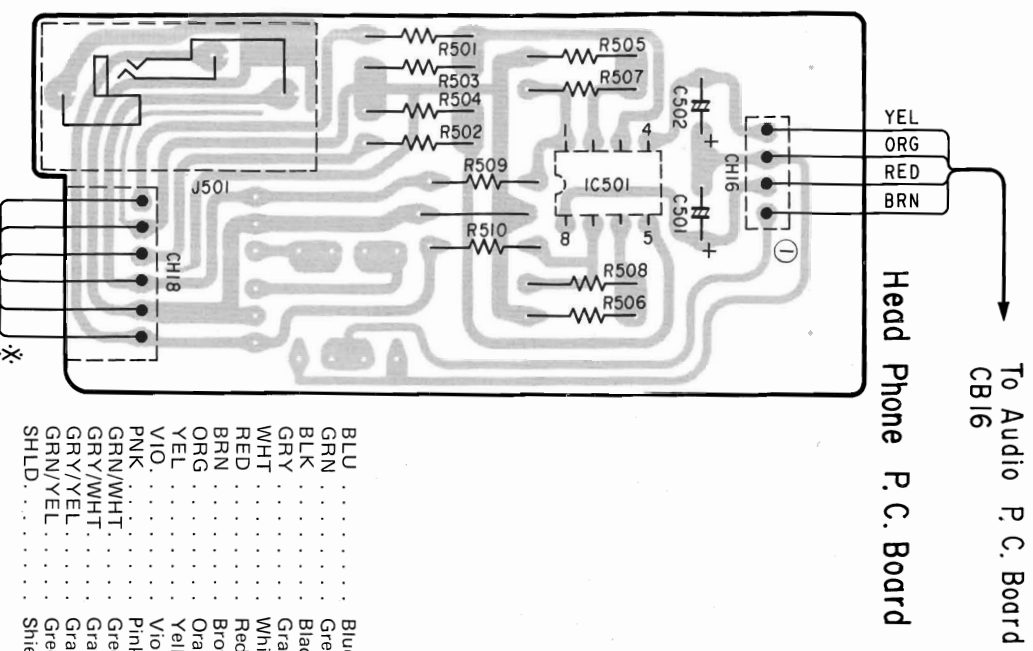 R501
R503
R504
R502
R505
R507
R509
R510
R508
R506
J501
CH18
※
1
4
IC501
8
5
C502
+
C501
+
CH16
YEL
ORG
RED
BRN
To Audio P. C. Board
CB16
Head Phone P. C. Board
BLU . . . . . . .
GRN . . . . . . .
BLK . . . . . . .
GRY . . . . . . .
WHT . . . . . . .
RED . . . . . . .
BRN . . . . . . .
ORG . . . . . . .
YEL . . . . . . .
VIO. . . . . . . .
PNK . . . . . . .
GRN/WHT. . . .
GRY/WHT. . . .
GRY/YEL . . . .
GRN/YEL . . . .
SHLD. . . . . . .